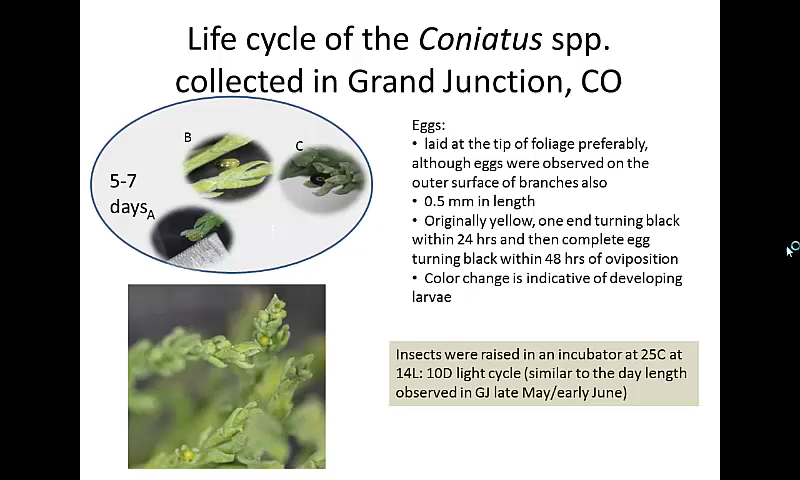 Life cycle of the Coniatus spp.
collected in Grand Junction, CO
B
C
5-7
days
A
Eggs:
• laid at the tip of foliage preferably,
although eggs were observed on the
outer surface of branches also
• 0.5 mm in length
• Originally yellow, one end turning black
within 24 hrs and then complete egg
turning black within 48 hrs of oviposition
• Color change is indicative of developing
larvae
Insects were raised in an incubator at 25C at
14L: 10D light cycle (similar to the day length
observed in GJ late May/early June)